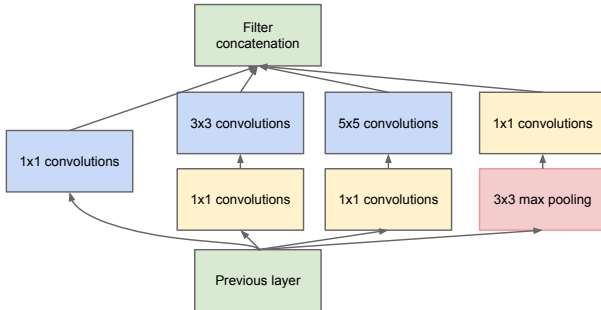 Filter
concatenation
3x3 convolutions
5x5 convolutions
1x1 convolutions
1x1 convolutions
1x1 convolutions
1x1 convolutions
3x3 max pooling
Previous layer